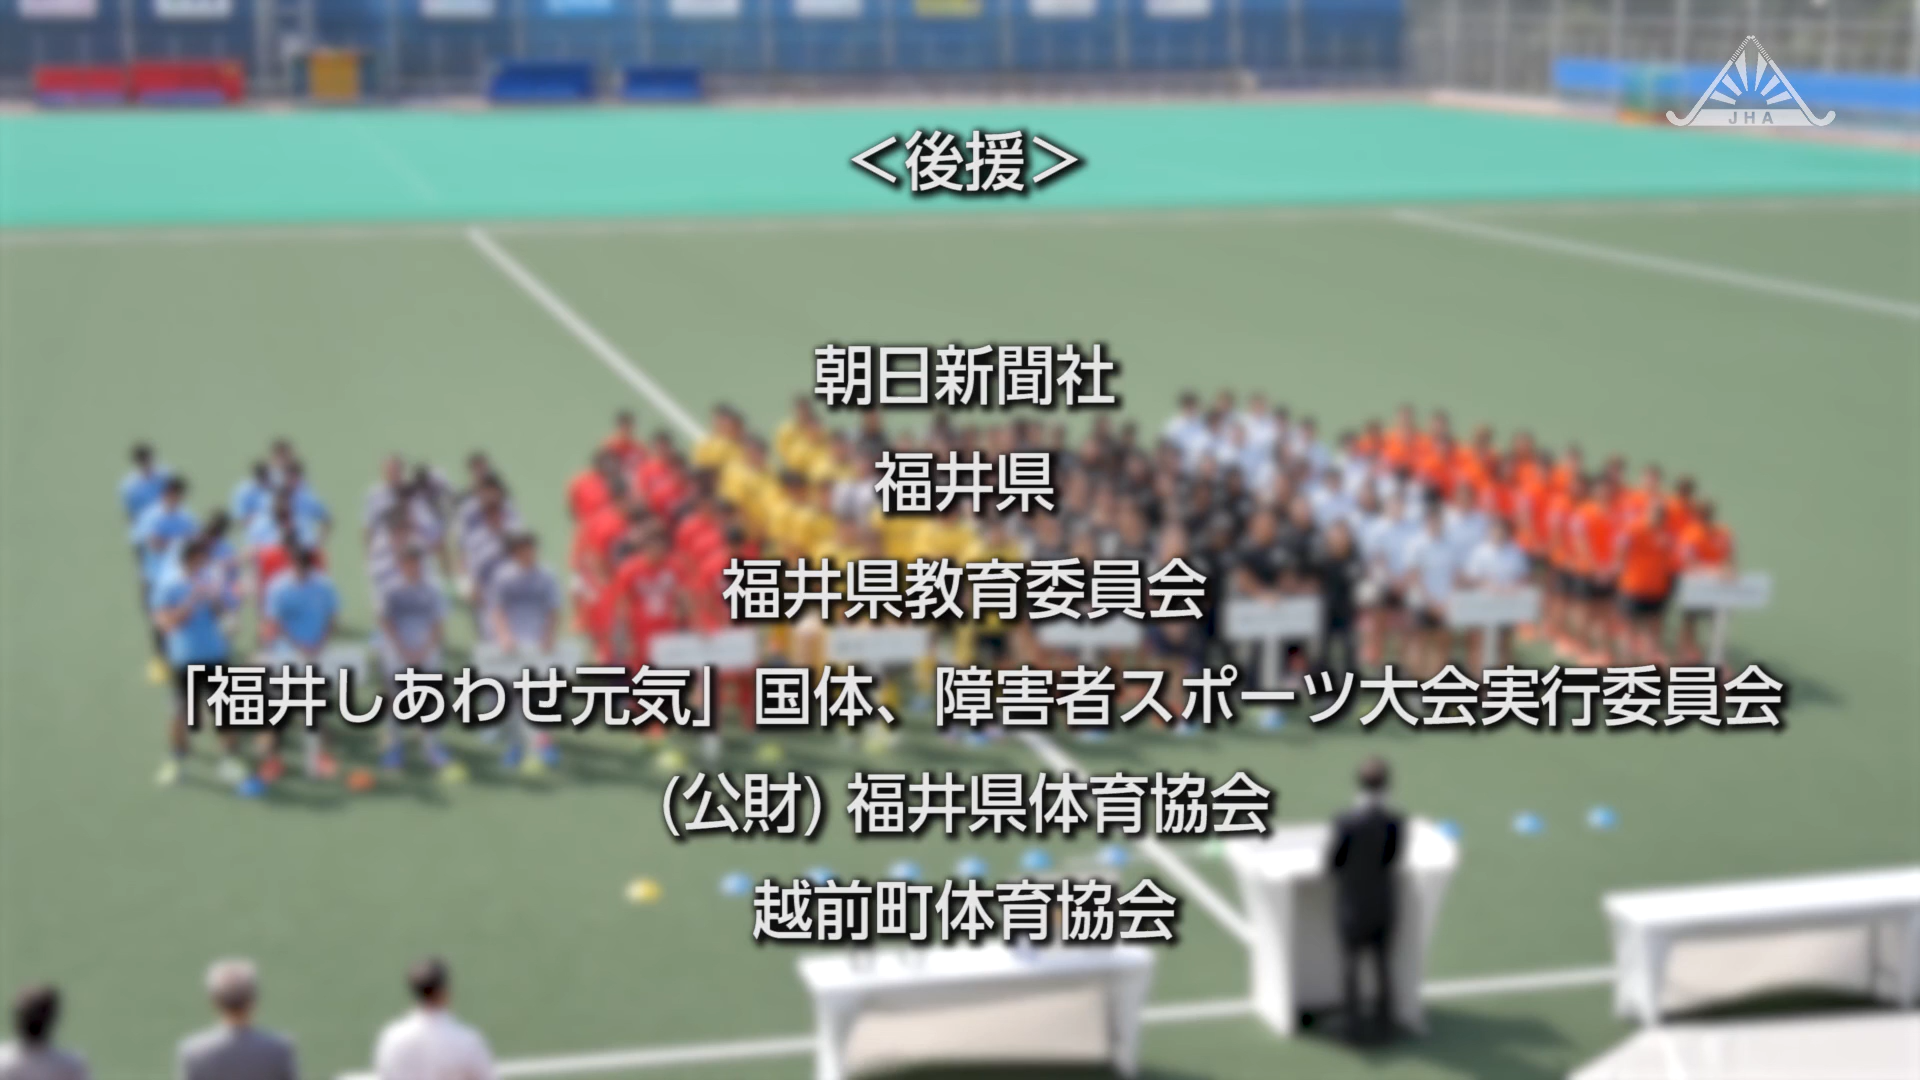 JHA
＜後援＞
朝日新聞社
福井県
福井県教育委員会
「福井しあわせ元気」国体、障害者スポーツ大会実行委員会
(公財) 福井県体育協会
越前町体育協会